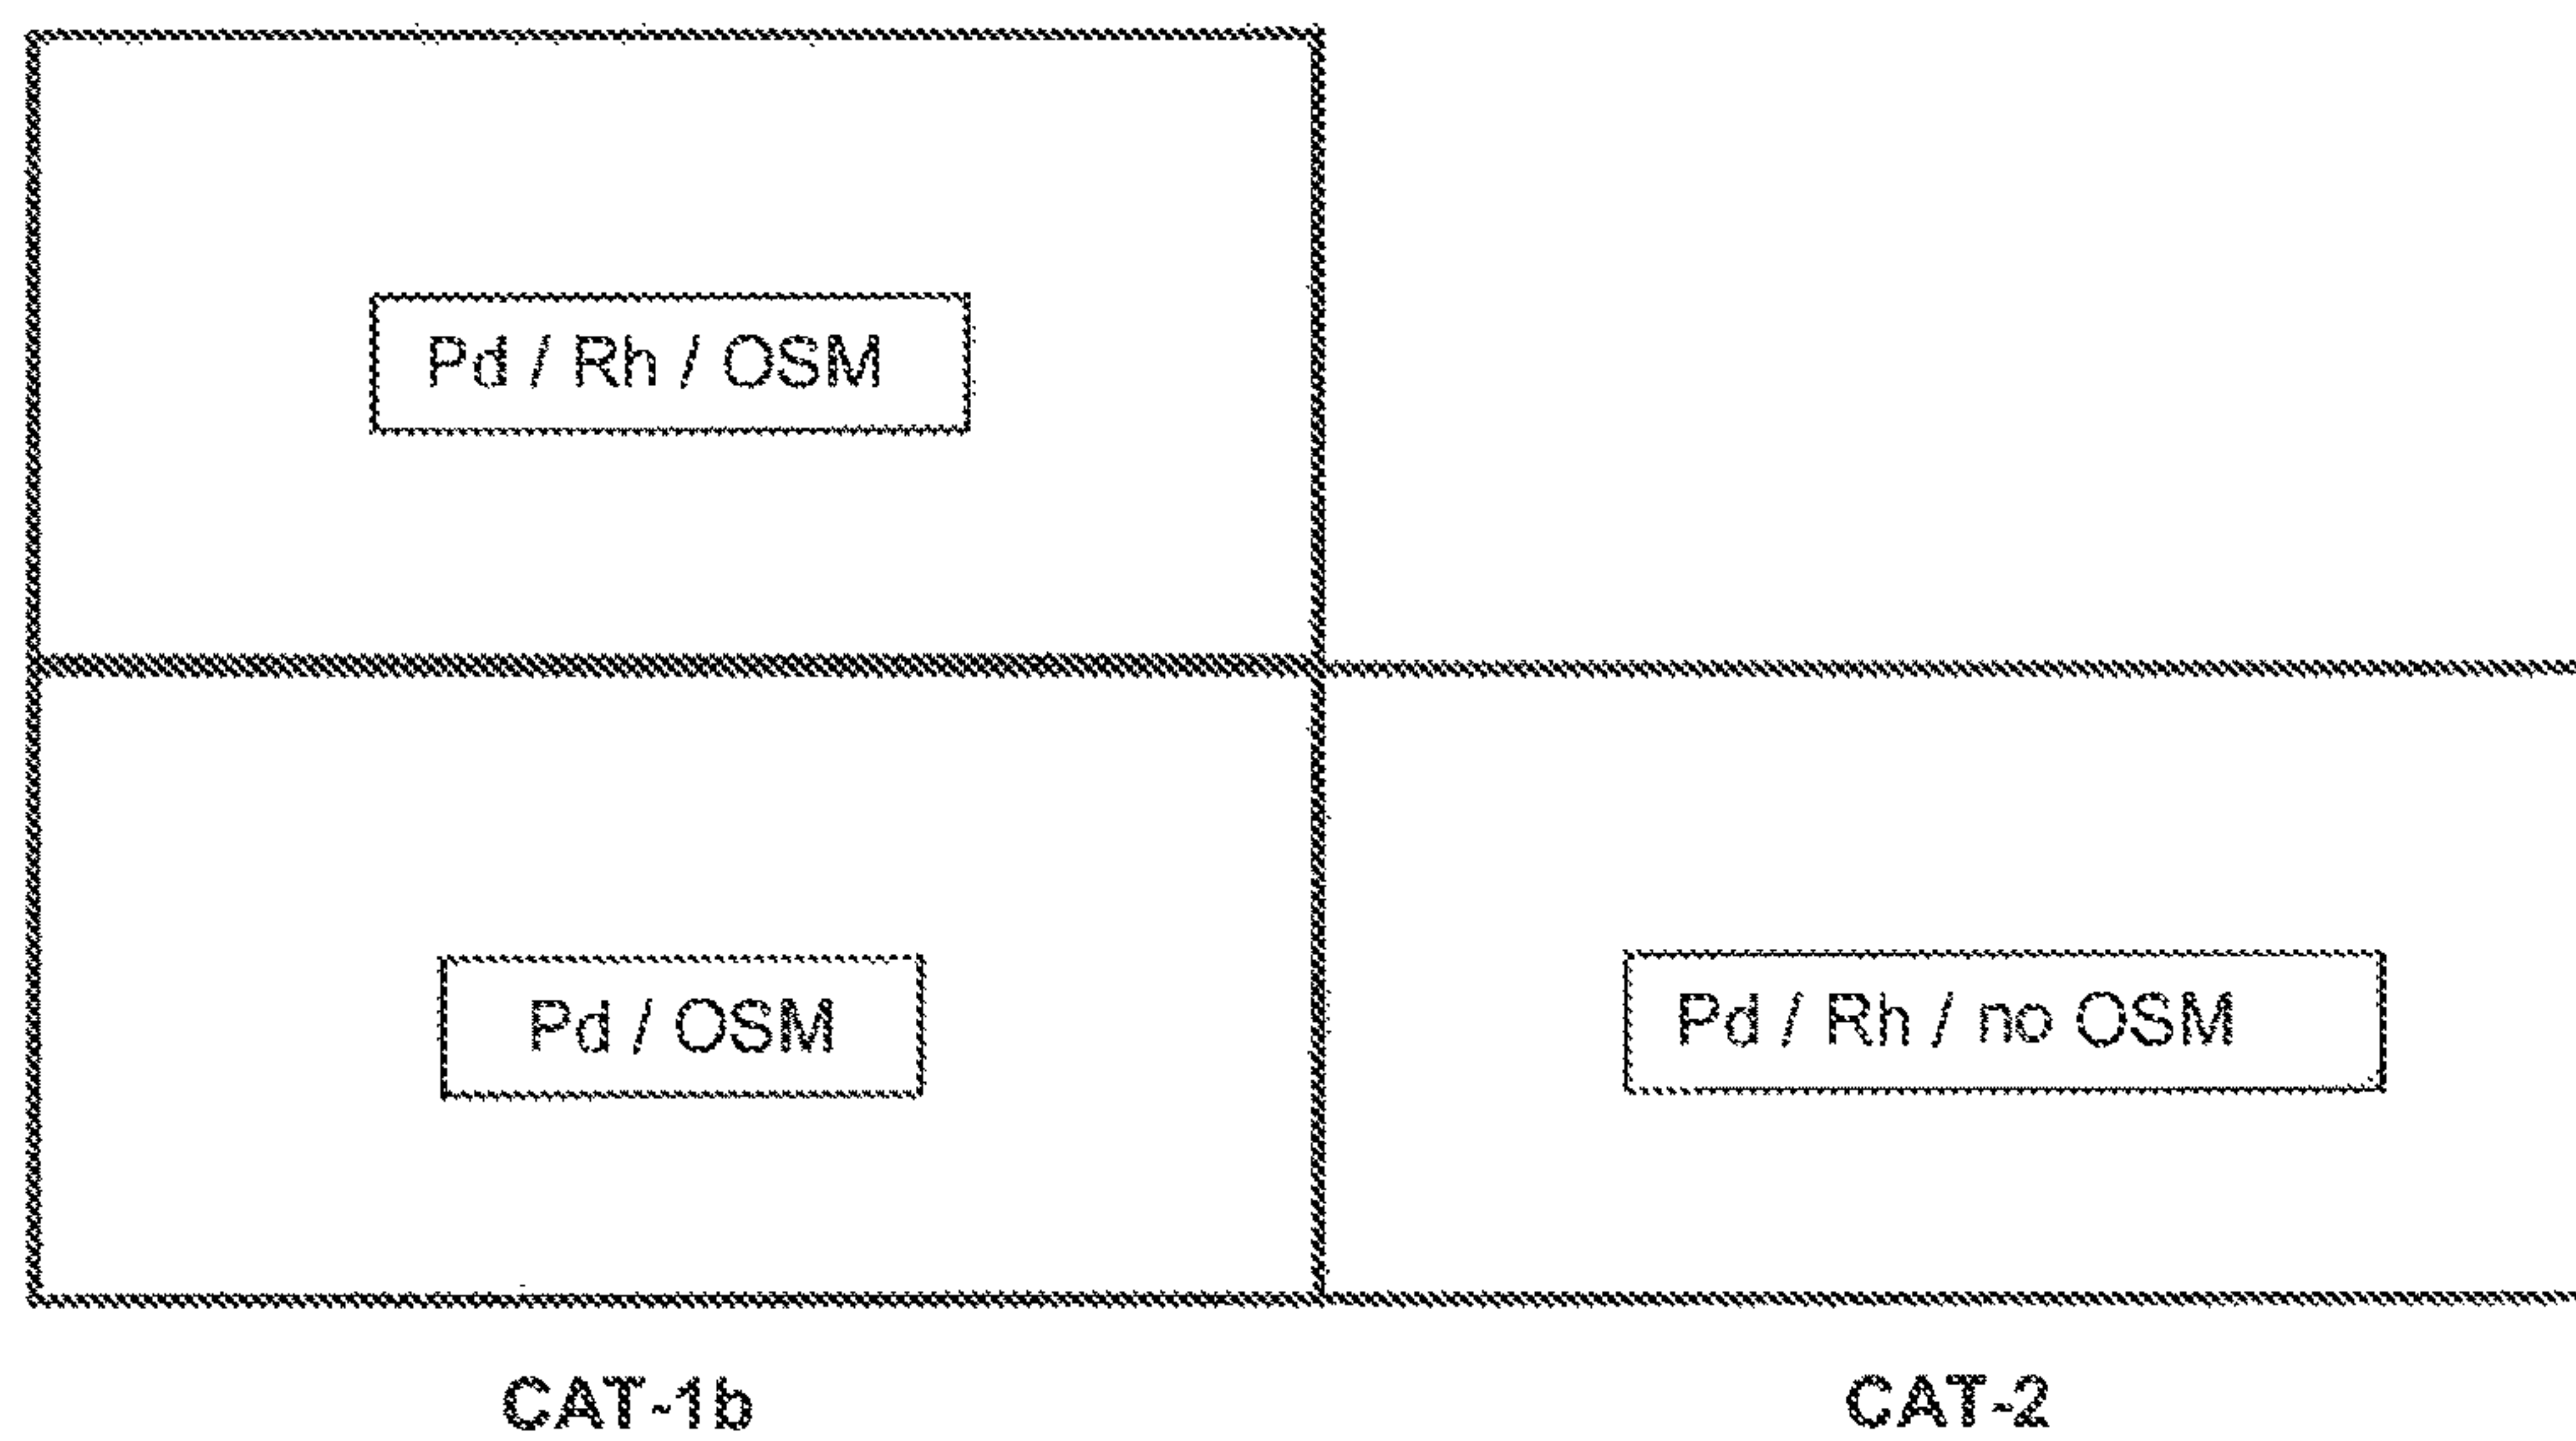 Pd / Rh / OSM
Pd / OSM
Pd / Rh / no OSM
CAT-1b
CAT-2